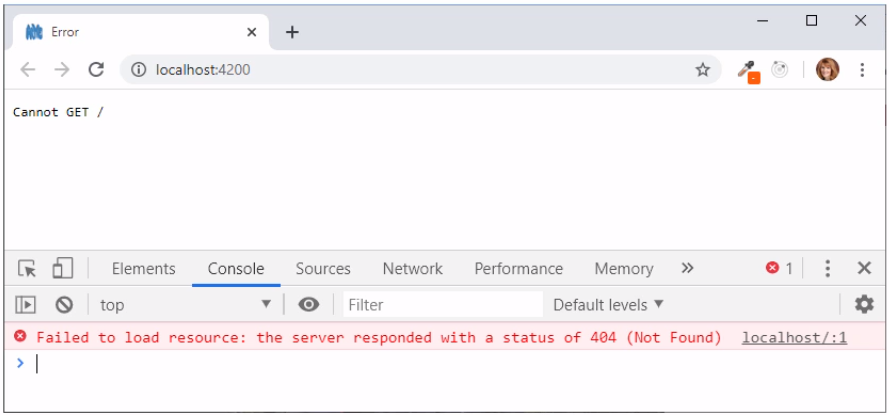 Error
localhost:4200
Cannot GET /
Elements Console Sources Network Performance Memory 1
top Filter Default levels
Failed to load resource: the server responded with a status of 404 (Not Found) localhost/:1